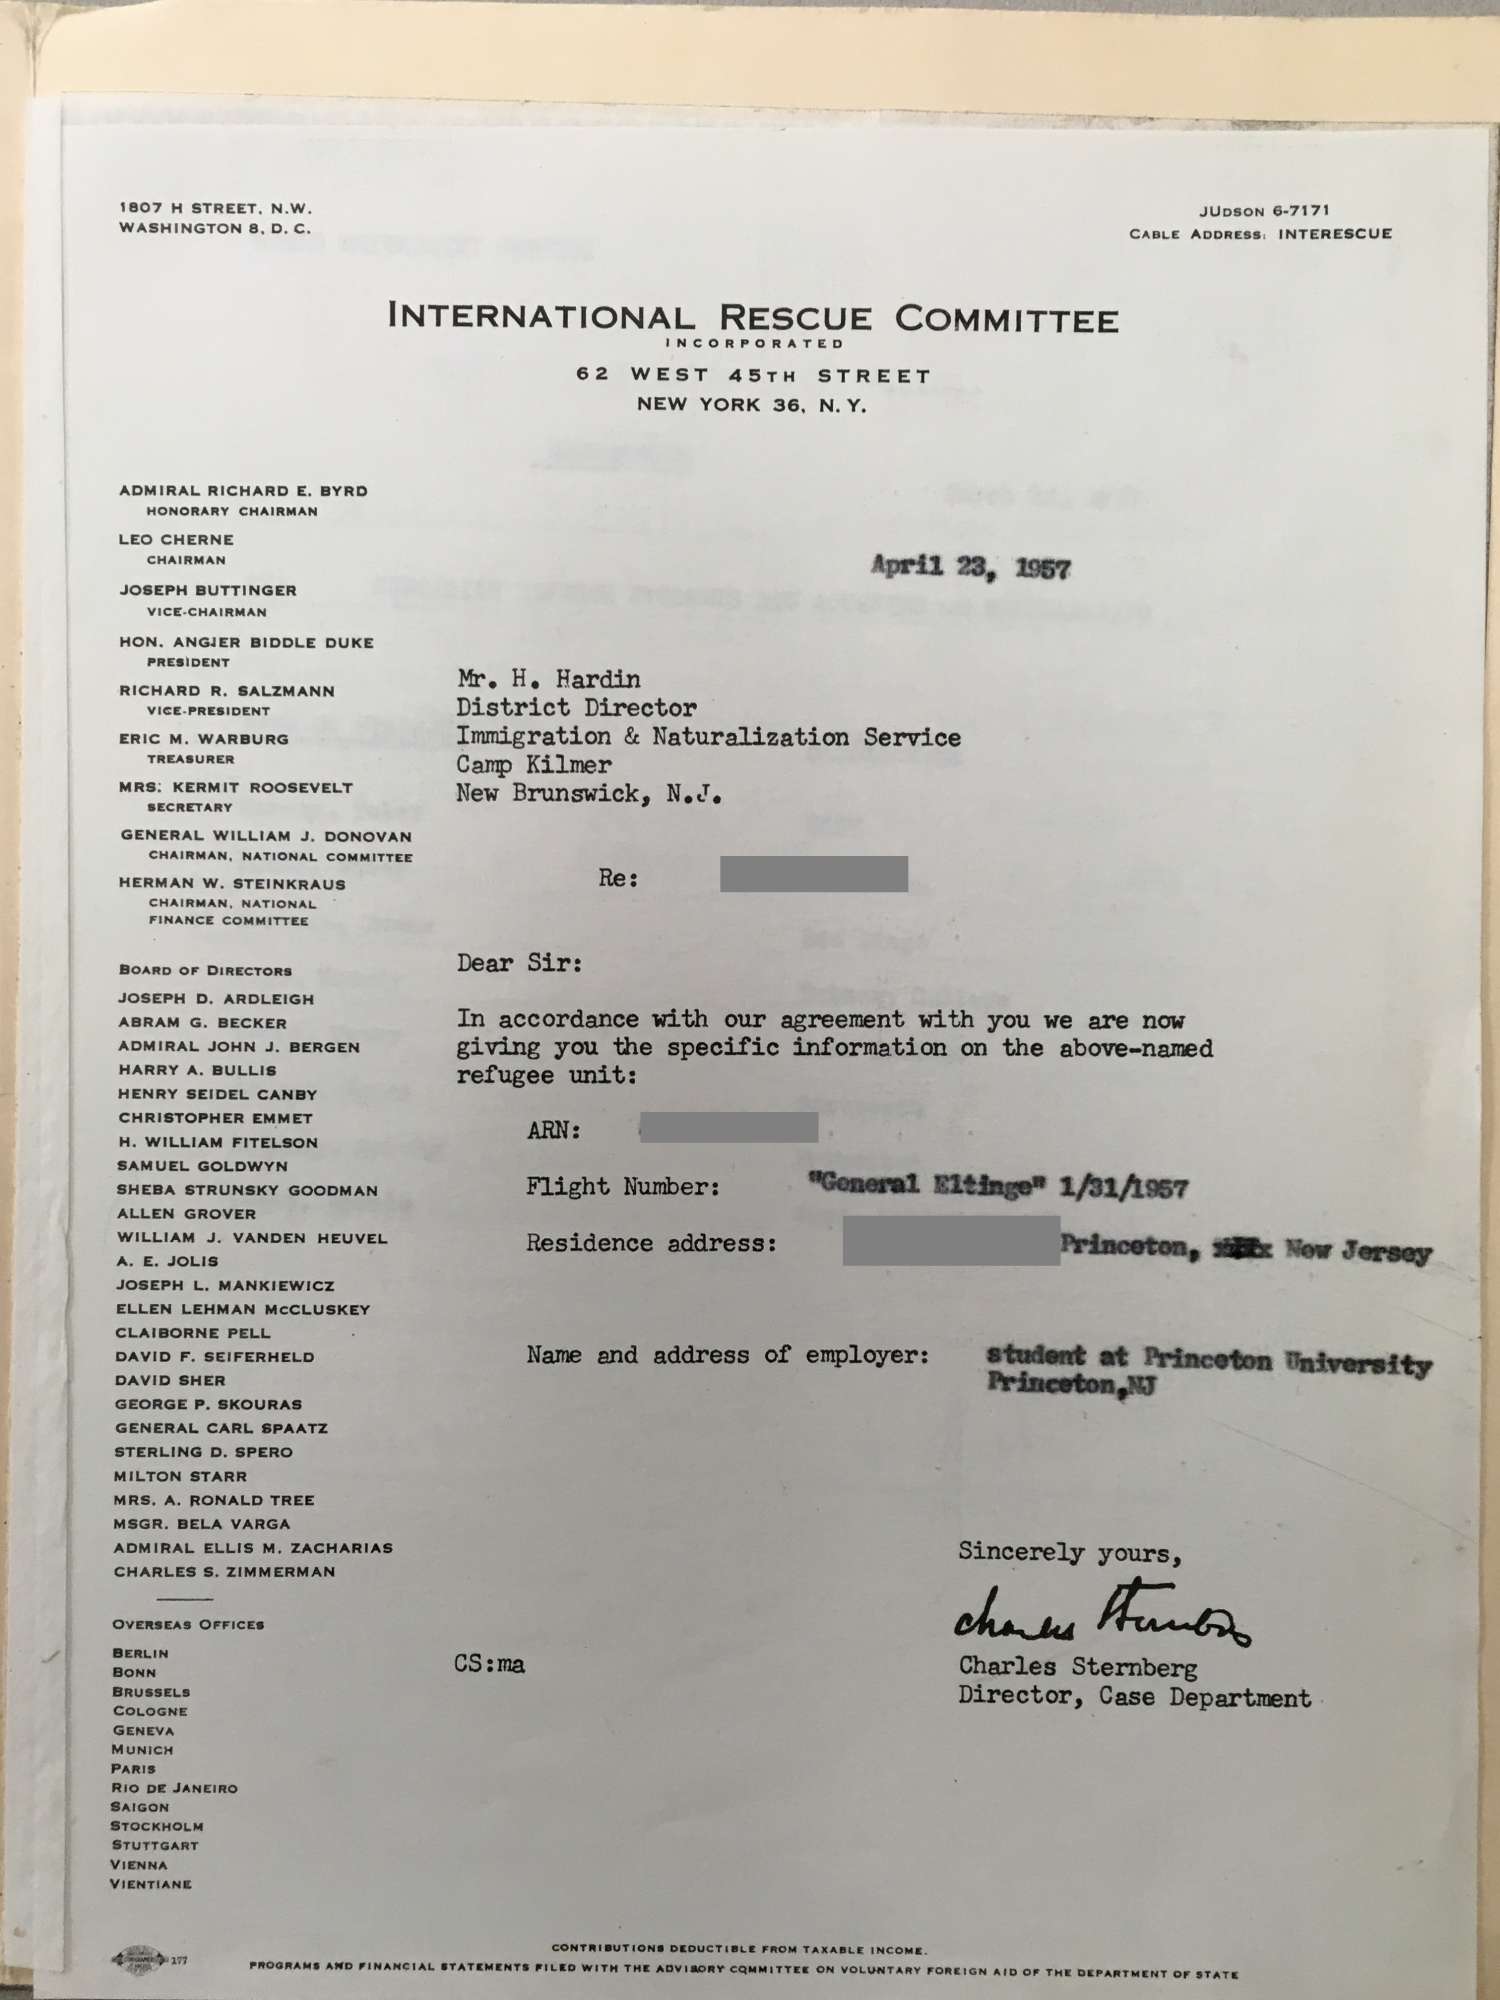 1807 H STREET, N.W.
WASHINGTON 8, D. C.
JUDSON 6-7171
CABLE ADDRESS: INTERESCUE
INTERNATIONAL RESCUE COMMITTEE
INCORPORATED
62 WEST 45TH STREET
NEW YORK 36, N. Y.
ADMIRAL RICHARD E. BYRD
HONORARY CHAIRMAN
LEO CHERNE
CHAIRMAN
JOSEPH BUTTINGER
VICE-CHAIRMAN
HON. ANGIER BIDDLE DUKE
PRESIDENT
RICHARD R. SALZMANN
VICE-PRESIDENT
ERIC M. WARBURG
TREASURER
MRS. KERMIT ROOSEVELT
SECRETARY
GENERAL WILLIAM J. DONOVAN
CHAIRMAN, NATIONAL COMMITTEE
HERMAN W. STEINKRAUS
CHAIRMAN, NATIONAL
FINANCE COMMITTEE
BOARD OF DIRECTORS
JOSEPH D. ARDLEIGH
ABRAM G. BECKER
ADMIRAL JOHN J. BERGEN
HARRY A. BULLIS
HENRY SEIDEL CANBY
CHRISTOPHER EMMET
H. WILLIAM FITELSON
SAMUEL GOLDWYN
SHEBA STRUNSKY GOODMAN
ALLEN GROVER
WILLIAM J. VANDEN HEUVEL
A. E. JOLIS
JOSEPH L. MANKIEWICZ
ELLEN LEHMAN McCLUSKEY
CLAIBORNE PELL
DAVID F. SEIFERHELD
DAVID SHER
GEORGE P. SKOURAS
GENERAL CARL SPAATZ
STERLING D. SPERO
MILTON STARR
MRS. A. RONALD TREE
MSGR. BELA VARGA
ADMIRAL ELLIS M. ZACHARIAS
CHARLES S. ZIMMERMAN
OVERSEAS OFFICES
BERLIN
BONN
BRUSSELS
COLOGNE
GENEVA
MUNICH
PARIS
RIO DE JANEIRO
SAIGON
STOCKHOLM
STUTTGART
VIENNA
VIENTIANE
April 23, 1957
Mr. H. Hardin
District Director
Immigration & Naturalization Service
Camp Kilmer
New Brunswick, N.J.
Re:
Dear Sir:
In accordance with our agreement with you we are now
giving you the specific information on the above-named
refugee unit:
ARN:
Flight Number: "General Eltinge" 1/31/1957
Residence address: Princeton, New Jersey
Name and address of employer: student at Princeton University
Princeton,NJ
Sincerely yours,
Charles Sternberg
Charles Sternberg
Director, Case Department
CS:ma
177
CONTRIBUTIONS DEDUCTIBLE FROM TAXABLE INCOME.
PROGRAMS AND FINANCIAL STATEMENTS FILED WITH THE ADVISORY COMMITTEE ON VOLUNTARY FOREIGN AID OF THE DEPARTMENT OF STATE